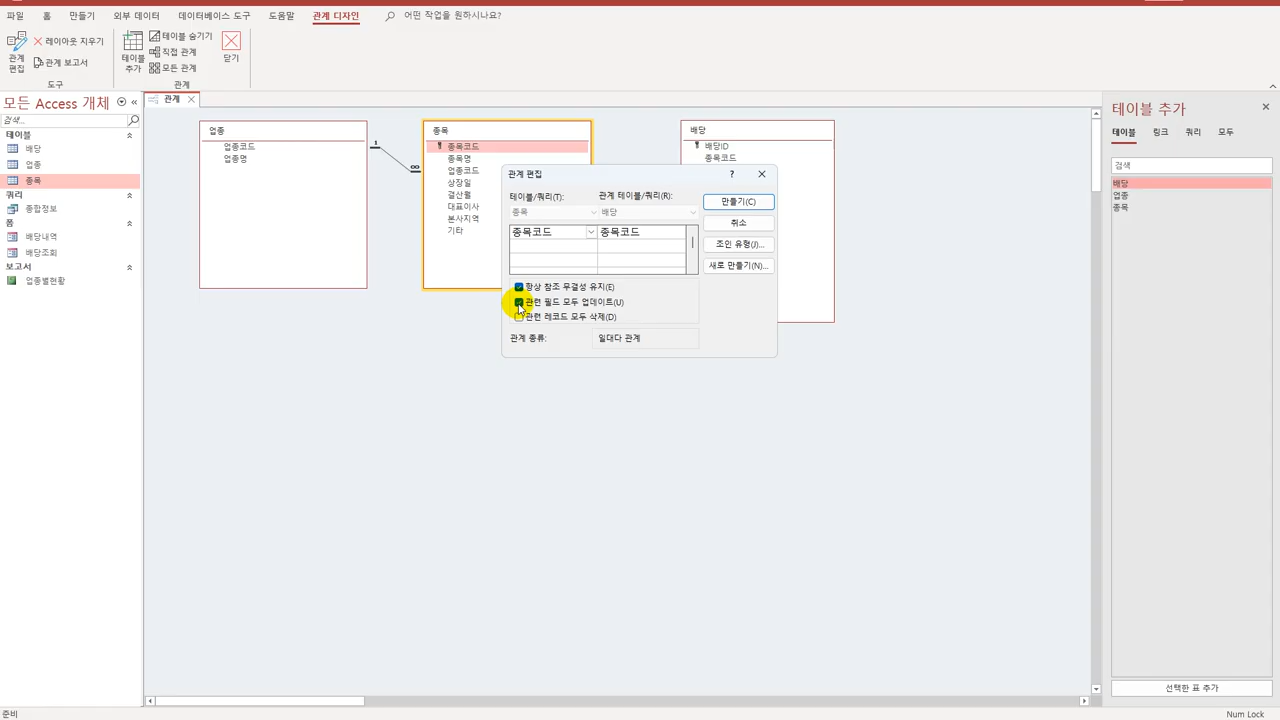 파일 홈 만들기 외부 데이터 데이터베이스 도구 도움말 관계 디자인 어떤 작업을 원하시나요?
관계 편집
레이아웃 지우기
관계 보고서
도구
테이블 추가
테이블 숨기기
직접 관계
모든 관계
닫기
관계
모든 Access 개체
검색...
테이블
배당
업종
종목
쿼리
종합정보
폼
배당내역
배당조회
보고서
업종별현황
관계
업종
업종코드
업종명
1
∞
종목
종목코드
종목명
업종코드
상장일
결산월
대표이사
본사지역
기타
배당
배당ID
종목코드
관계 편집 ?
테이블/쿼리(T): 관계 테이블/쿼리(R):
종목 배당
종목코드 종목코드
만들기(C)
취소
조인 유형(J)...
새로 만들기(N)...
항상 참조 무결성 유지(E)
관련 필드 모두 업데이트(U)
관련 레코드 모두 삭제(D)
관계 종류: 일대다 관계
테이블 추가
테이블 링크 쿼리 모두
검색
배당
업종
종목
선택한 표 추가
준비 Num Lock